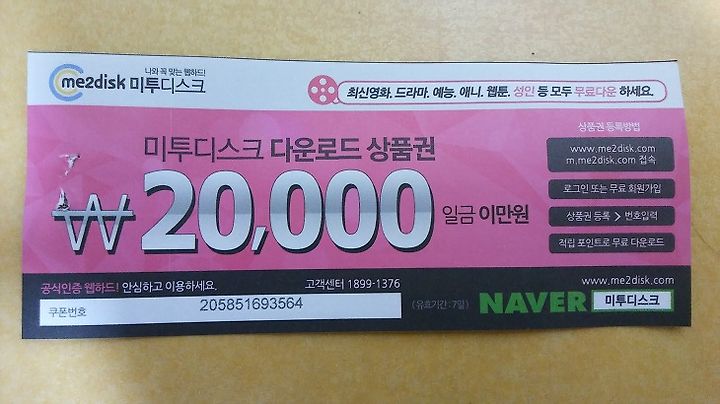 나와 꼭 맞는 웹하드!
me2disk 미투디스크
최신영화, 드라마, 예능, 애니, 웹툰, 성인 등 모두 무료다운 하세요.
미투디스크 다운로드 상품권
₩20,000 일금 이만원
상품권 등록방법
www.me2disk.com
m.me2disk.com 접속
로그인 또는 무료 회원가입
상품권 등록 > 번호입력
적립 포인트로 무료 다운로드
공식인증 웹하드! 안심하고 이용하세요.
고객센터 1899-1376
쿠폰번호 205851693564
(유효기간 : 7일)
www.me2disk.com
NAVER 미투디스크